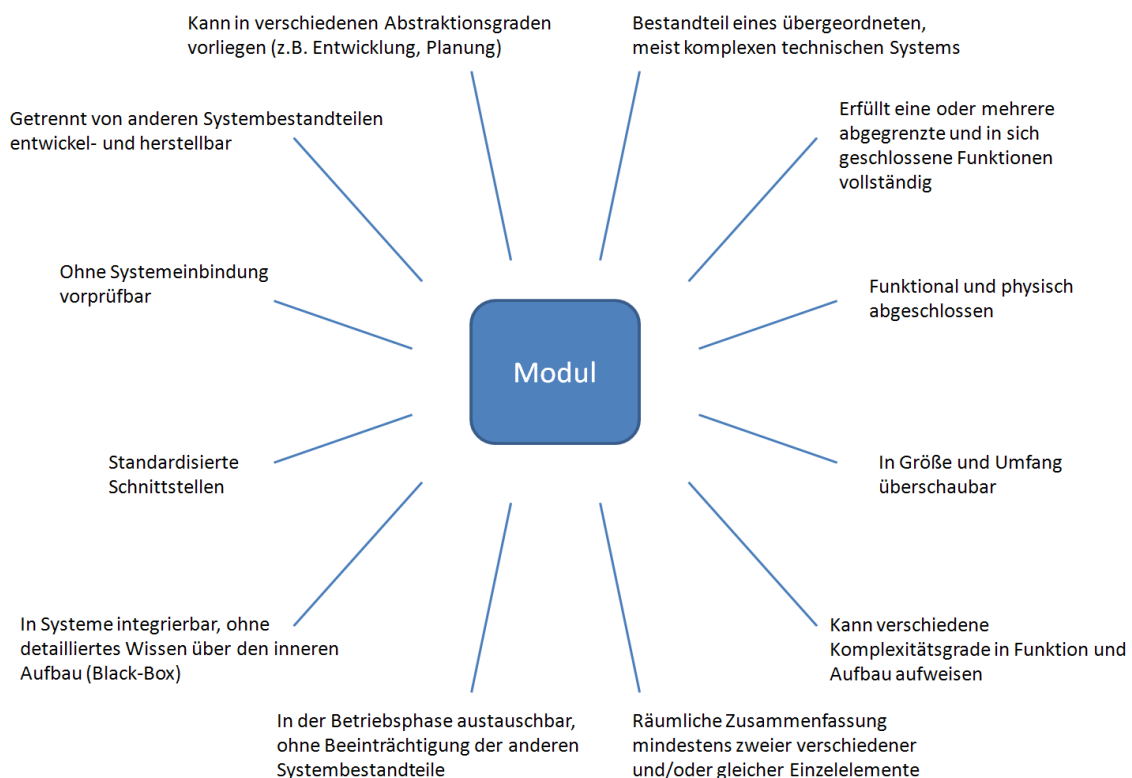 Kann in verschiedenen Abstraktionsgraden
vorliegen (z.B. Entwicklung, Planung)
Bestandteil eines übergeordneten,
meist komplexen technischen Systems
Getrennt von anderen Systembestandteilen
entwickel- und herstellbar
Erfüllt eine oder mehrere
abgegrenzte und in sich
geschlossene Funktionen
vollständig
Ohne Systemeinbindung
vorprüfbar
Funktional und physisch
abgeschlossen
Modul
Standardisierte
Schnittstellen
In Größe und Umfang
überschaubar
In Systeme integrierbar, ohne
detailliertes Wissen über den inneren
Aufbau (Black-Box)
Kann verschiedene
Komplexitätsgrade in Funktion und
Aufbau aufweisen
In der Betriebsphase austauschbar,
ohne Beeinträchtigung der anderen
Systembestandteile
Räumliche Zusammenfassung
mindestens zweier verschiedener
und/oder gleicher Einzelelemente